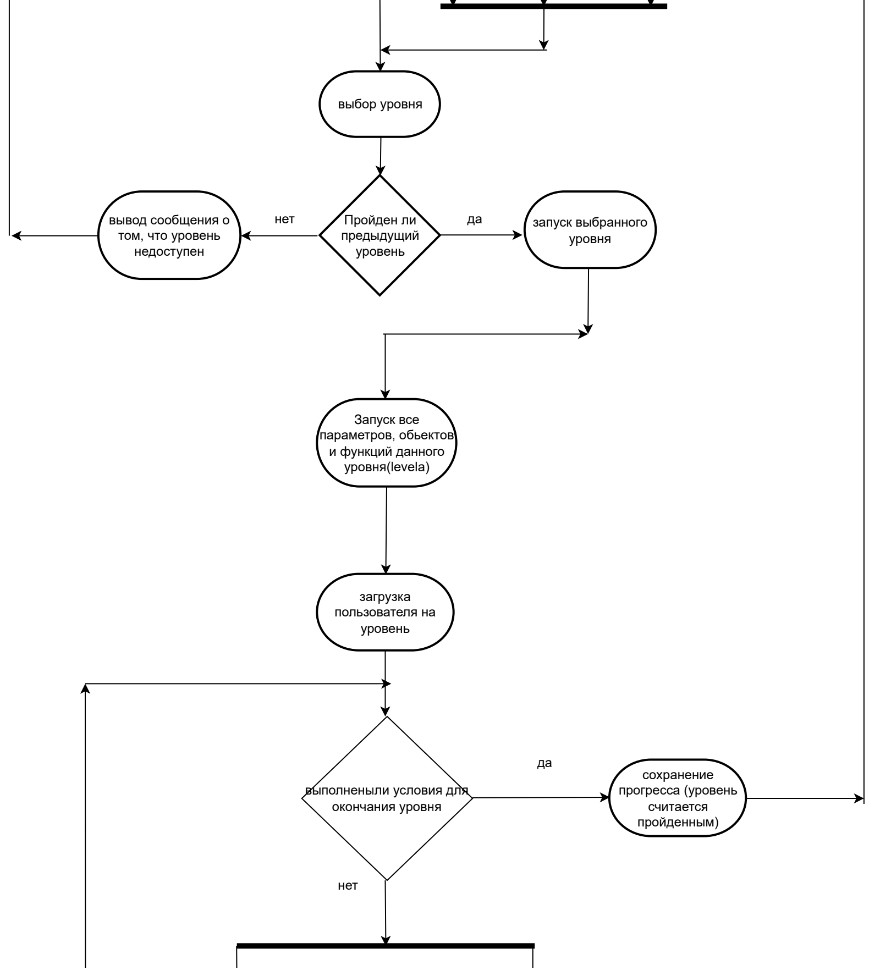 выбор уровня
вывод сообщения о
том, что уровень
недоступен
нет
Пройден ли
предыдущий
уровень
да
запуск выбранного
уровня
Запуск все
параметров, обьектов
и функций данного
уровня(levela)
загрузка
пользователя на
уровень
выполненыли условия для
окончания уровня
да
сохранение
прогресса (уровень
считается
пройденным)
нет